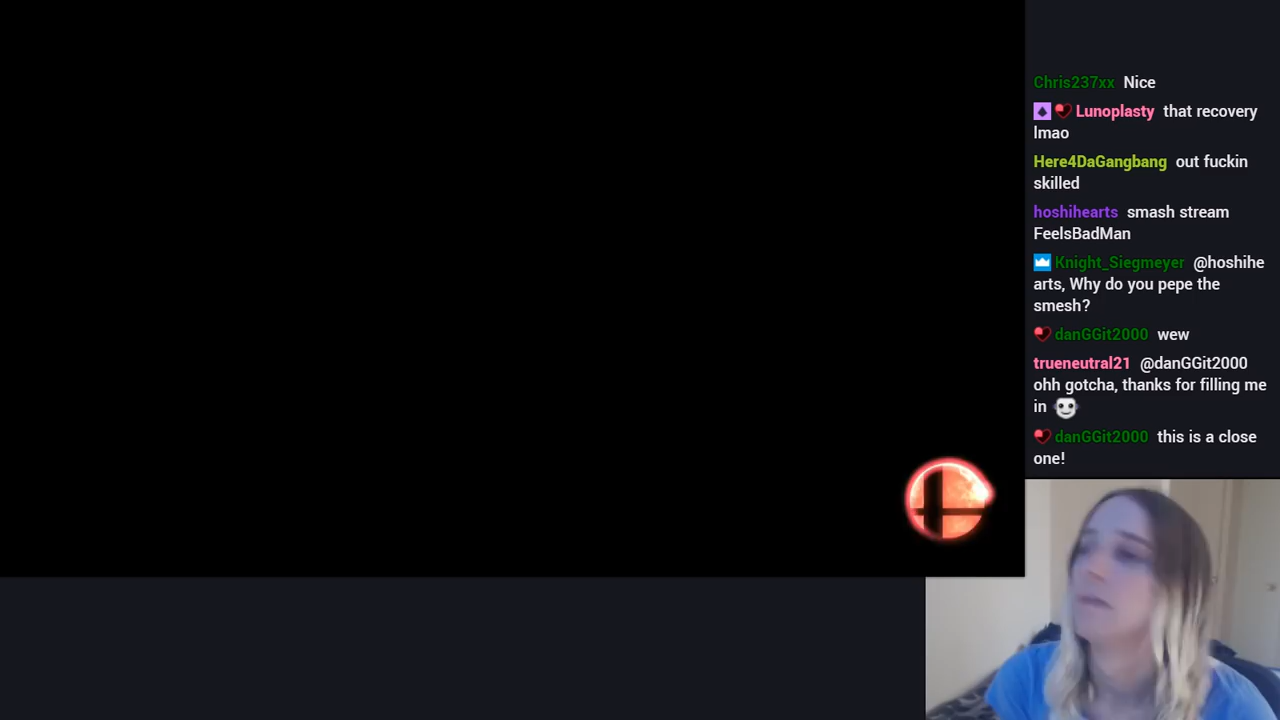 Chris237xx Nice
Lunoplasty that recovery
lmao
Here4DaGangbang out fuckin
skilled
hoshihearts smash stream
FeelsBadMan
Knight_Siegmeyer @hoshihe
arts, Why do you pepe the
smesh?
danGGit2000 wew
trueneutral21 @danGGit2000
ohh gotcha, thanks for filling me
in
danGGit2000 this is a close
one!